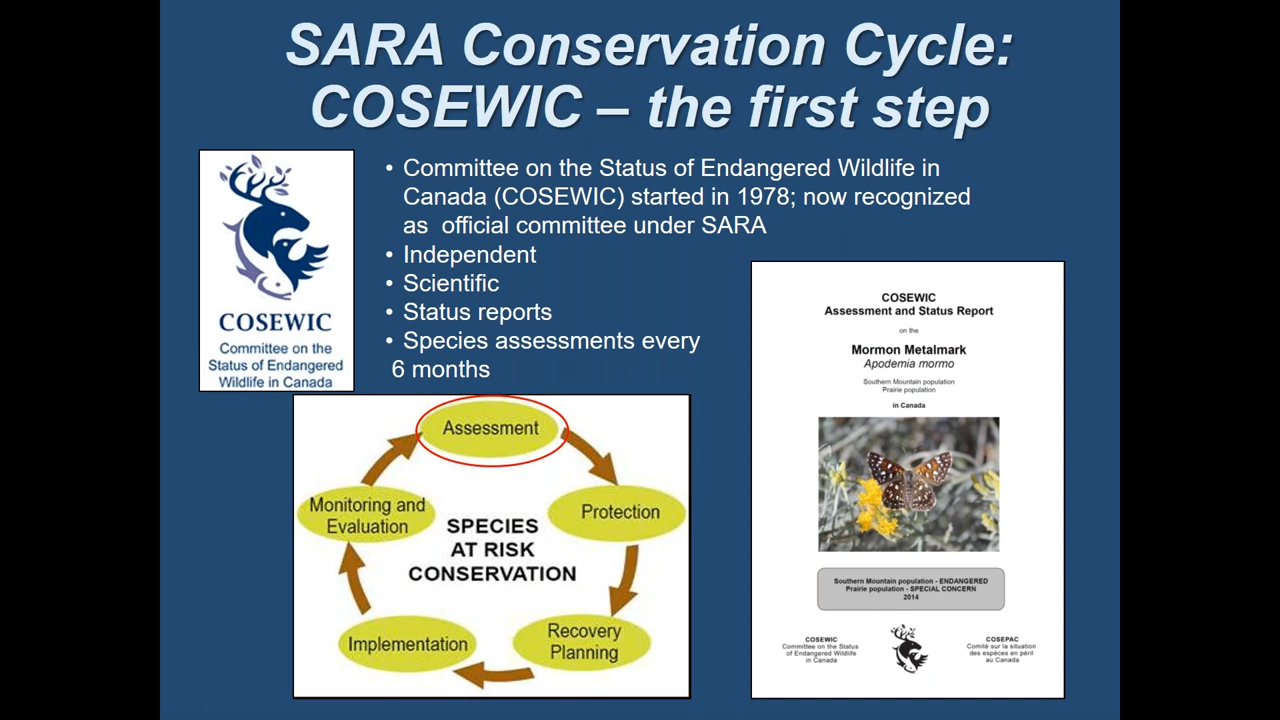 SARA Conservation Cycle:
COSEWIC – the first step
COSEWIC
Committee on the
Status of Endangered
Wildlife in Canada
• Committee on the Status of Endangered Wildlife in
Canada (COSEWIC) started in 1978; now recognized
as  official committee under SARA
• Independent
• Scientific
• Status reports
• Species assessments every
6 months
Assessment
Protection
Recovery
Planning
Implementation
Monitoring and
Evaluation
SPECIES
AT RISK
CONSERVATION
COSEWIC
Assessment and Status Report
on the
Mormon Metalmark
Apodemia mormo
Southern Mountain population
Prairie population
in Canada
Southern Mountain population - ENDANGERED
Prairie population - SPECIAL CONCERN
2014
COSEWIC
Committee on the Status
of Endangered Wildlife
in Canada
COSEPAC
Comité sur la situation
des espèces en péril
au Canada